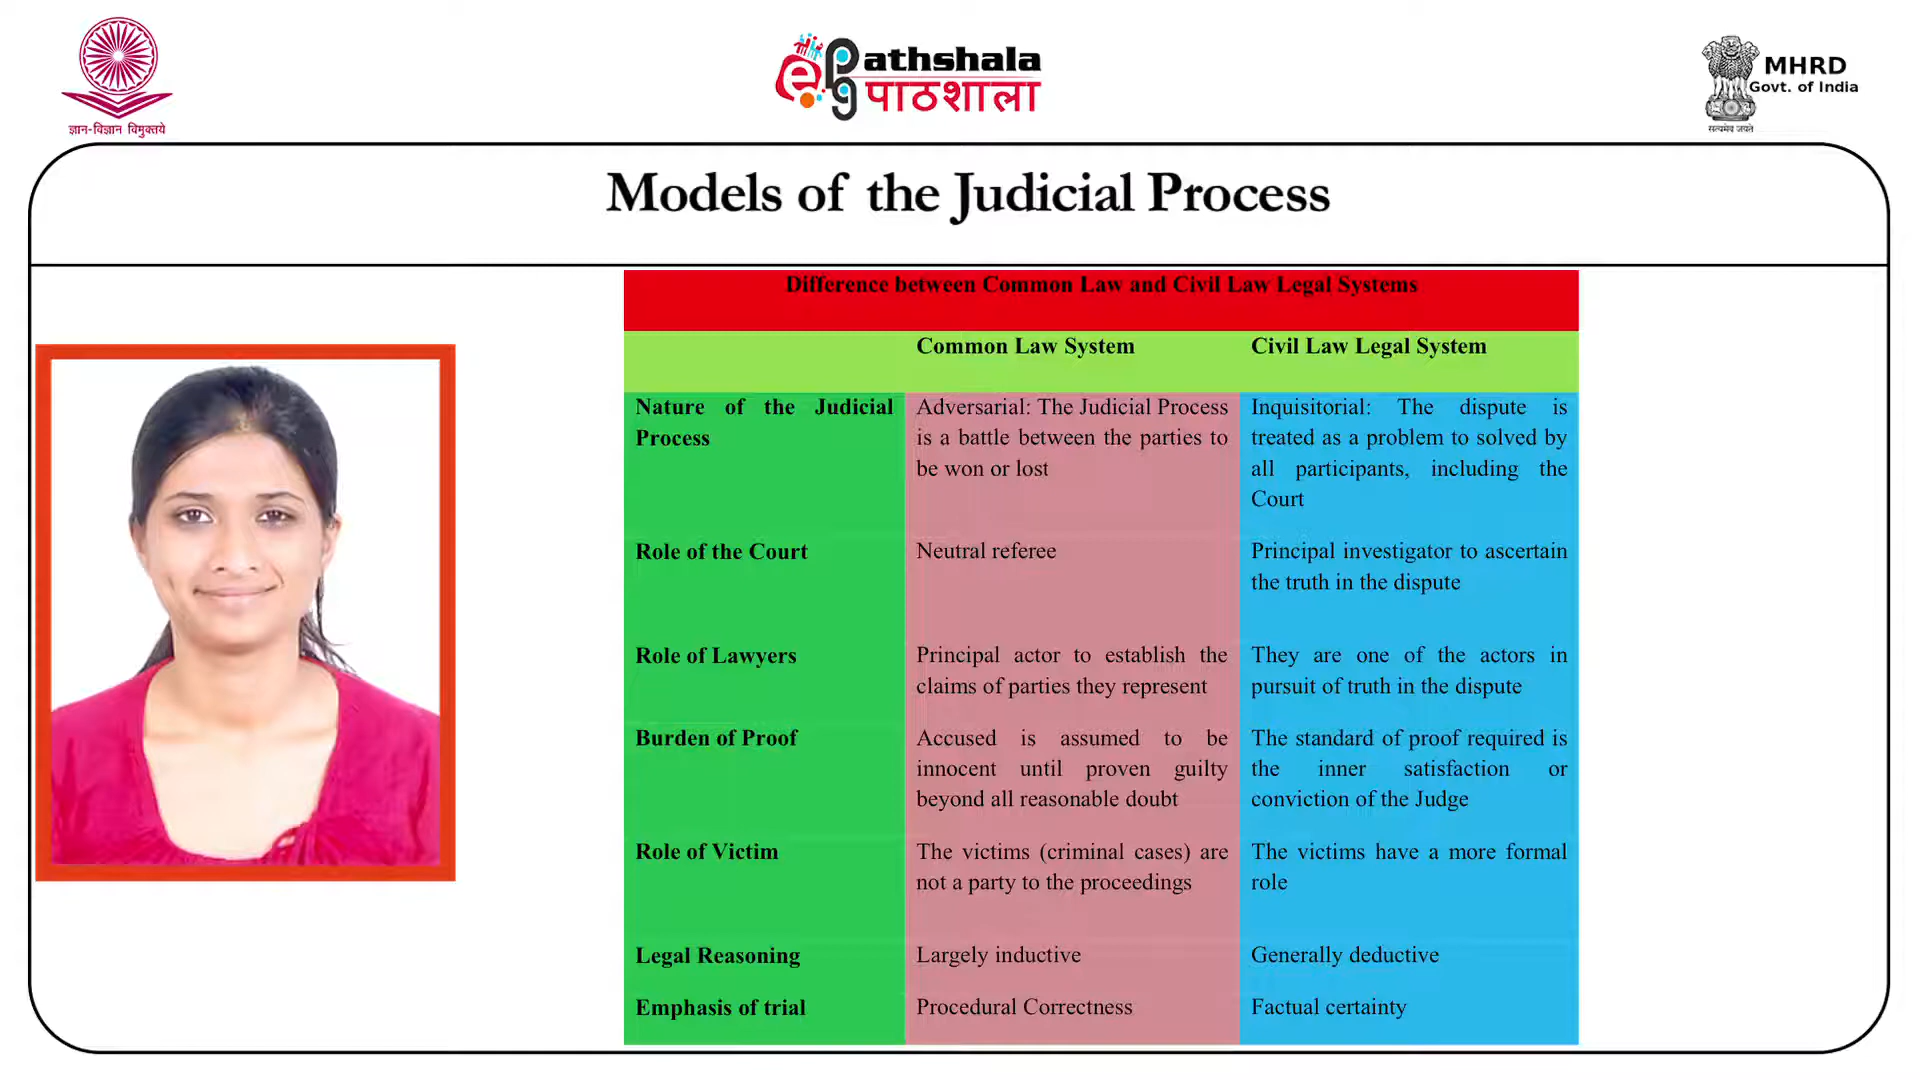 ज्ञान-विज्ञान विमुक्तये
ePathshala
पाठशाला
MHRD
Govt. of India
सत्यमेव जयते
Models of the Judicial Process
Difference between Common Law and Civil Law Legal Systems
Common Law System
Civil Law Legal System
Nature of the Judicial
Process
Adversarial: The Judicial Process
is a battle between the parties to
be won or lost
Inquisitorial: The dispute is
treated as a problem to solved by
all participants, including the
Court
Role of the Court
Neutral referee
Principal investigator to ascertain
the truth in the dispute
Role of Lawyers
Principal actor to establish the
claims of parties they represent
They are one of the actors in
pursuit of truth in the dispute
Burden of Proof
Accused is assumed to be
innocent until proven guilty
beyond all reasonable doubt
The standard of proof required is
the inner satisfaction or
conviction of the Judge
Role of Victim
The victims (criminal cases) are
not a party to the proceedings
The victims have a more formal
role
Legal Reasoning
Largely inductive
Generally deductive
Emphasis of trial
Procedural Correctness
Factual certainty